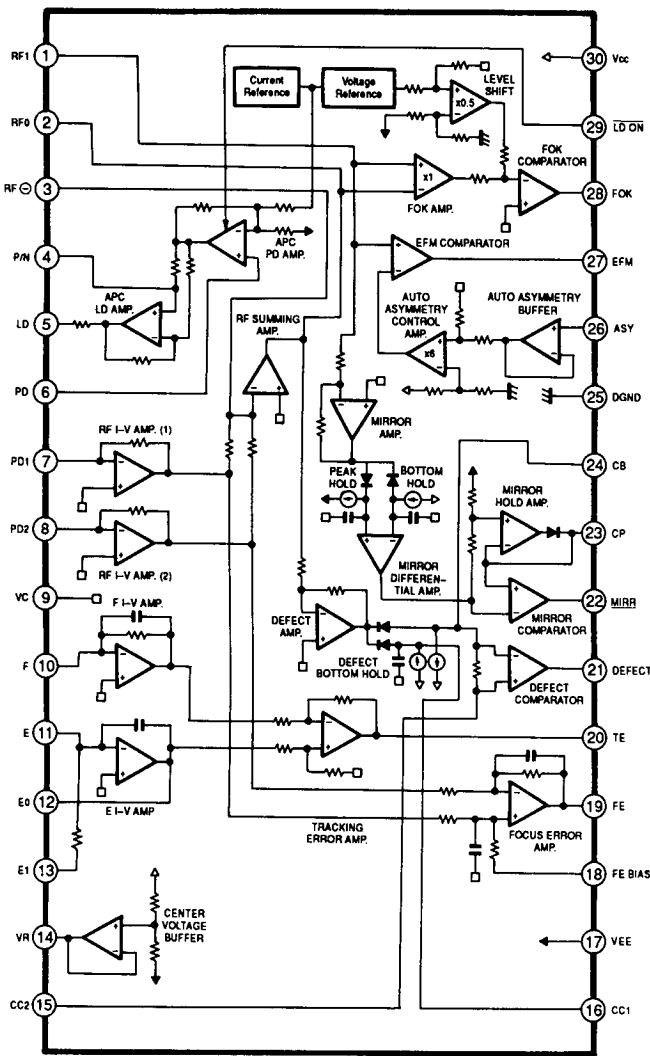 RF1 1
RF0 2
RF⊖ 3
P/N 4
LD 5
PD 6
PD1 7
PD2 8
VC 9
F 10
E 11
E0 12
E1 13
VR 14
CC2 15
Current
Reference
Voltage
Reference
LEVEL
SHIFT
x0.5
x1
FOK AMP.
FOK
COMPARATOR
APC
PD AMP.
APC
LD AMP.
EFM COMPARATOR
RF SUMMING
AMP.
AUTO
ASYMMETRY
CONTROL
AMP.
x6
AUTO ASYMMETRY
BUFFER
MIRROR
AMP.
RF I-V AMP. (1)
PEAK
HOLD
BOTTOM
HOLD
MIRROR
HOLD AMP.
RF I-V AMP. (2)
MIRROR
DIFFEREN-
TIAL AMP.
MIRROR
COMPARATOR
F I-V AMP.
DEFECT
AMP.
DEFECT
BOTTOM HOLD
DEFECT
COMPARATOR
E I-V AMP
TRACKING
ERROR AMP.
FOCUS ERROR
AMP.
CENTER
VOLTAGE
BUFFER
30 Vcc
29 LD ON
28 FOK
27 EFM
26 ASY
25 DGND
24 CB
23 CP
22 MIRR
21 DEFECT
20 TE
19 FE
18 FE BIAS
17 VEE
16 CC1